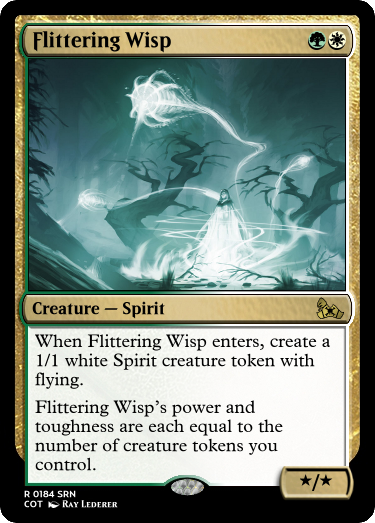 Flittering Wisp
Creature — Spirit
When Flittering Wisp enters, create a
1/1 white Spirit creature token with
flying.
Flittering Wisp's power and
toughness are each equal to the
number of creature tokens you
control.
★/★
R 0184 SRN
COT RAY LEDERER